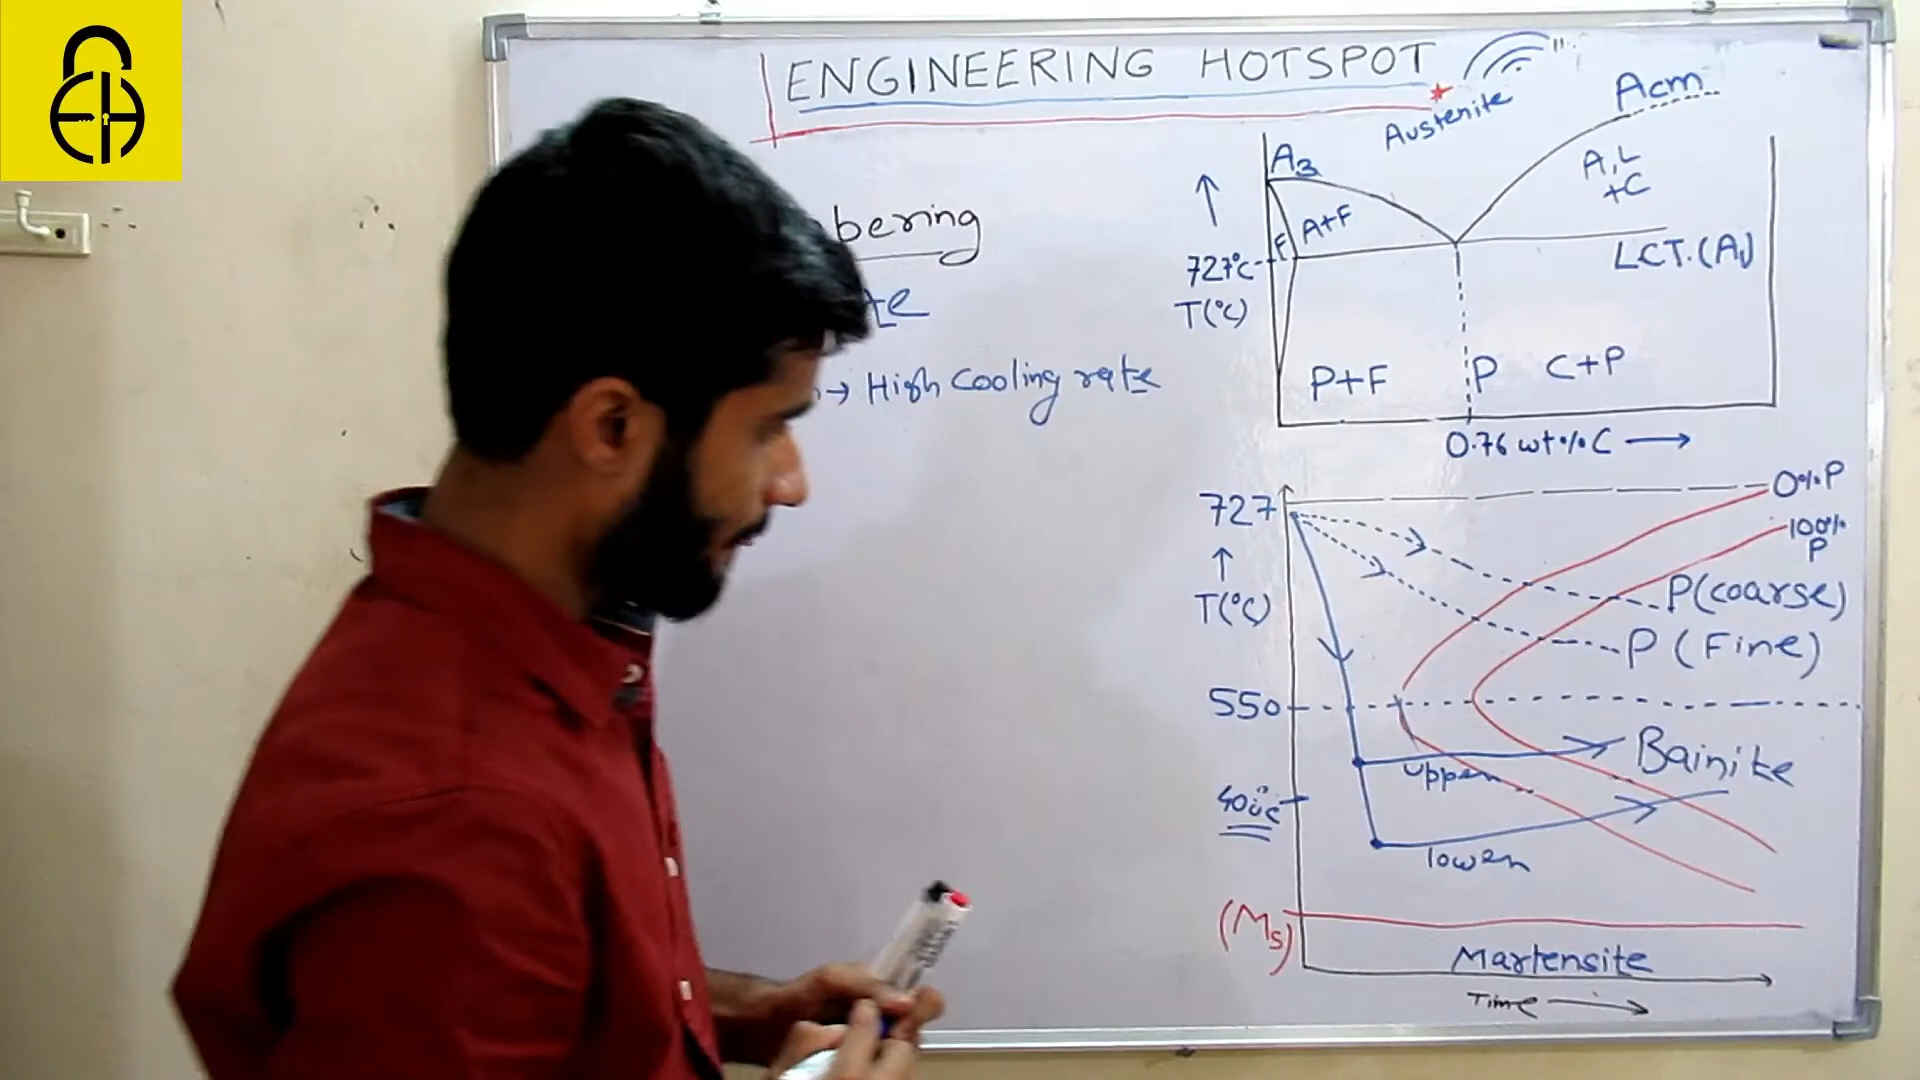 ENGINEERING HOTSPOT
bering
te
→ High cooling rate
Austenite
Acm
A3
A+F
F
A,L
+C
727°C
LCT.(A1)
T(°C)
P+F
P
C+P
0.76 wt%C
727
0%P
100%
P
T(°C)
P(coarse)
P (Fine)
550
Bainite
upper
400°C
lower
(Ms)
Martensite
Time